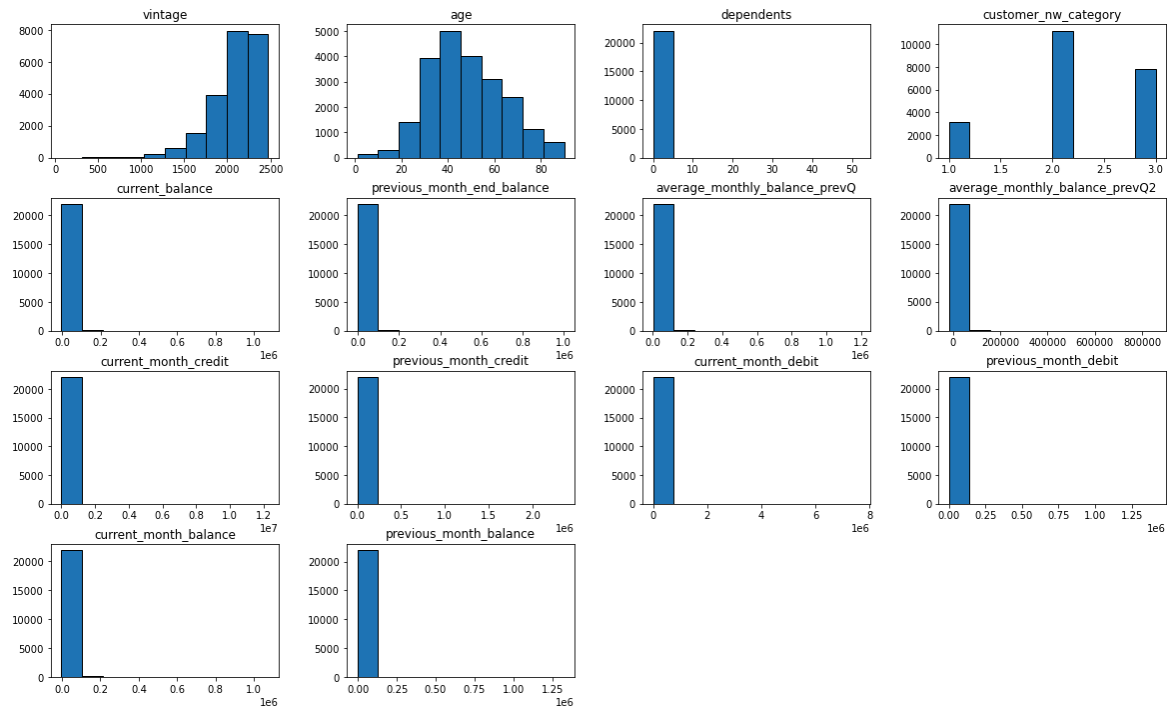 vintage
8000
6000
4000
2000
0
0 500 1000 1500 2000 2500
age
5000
4000
3000
2000
1000
0
0 20 40 60 80
dependents
20000
15000
10000
5000
0
0 10 20 30 40 50
customer_nw_category
10000
8000
6000
4000
2000
0
1.0 1.5 2.0 2.5 3.0
current_balance
20000
15000
10000
5000
0
0.0 0.2 0.4 0.6 0.8 1.0
1e6
previous_month_end_balance
20000
15000
10000
5000
0
0.0 0.2 0.4 0.6 0.8 1.0
1e6
average_monthly_balance_prevQ
20000
15000
10000
5000
0
0.0 0.2 0.4 0.6 0.8 1.0 1.2
1e6
average_monthly_balance_prevQ2
20000
15000
10000
5000
0
0 200000 400000 600000 800000
current_month_credit
20000
15000
10000
5000
0
0.0 0.2 0.4 0.6 0.8 1.0 1.2
1e7
previous_month_credit
20000
15000
10000
5000
0
0.0 0.5 1.0 1.5 2.0
1e6
current_month_debit
20000
15000
10000
5000
0
0 2 4 6 8
1e6
previous_month_debit
20000
15000
10000
5000
0
0.00 0.25 0.50 0.75 1.00 1.25
1e6
current_month_balance
20000
15000
10000
5000
0
0.0 0.2 0.4 0.6 0.8 1.0
1e6
previous_month_balance
20000
15000
10000
5000
0
0.00 0.25 0.50 0.75 1.00 1.25
1e6